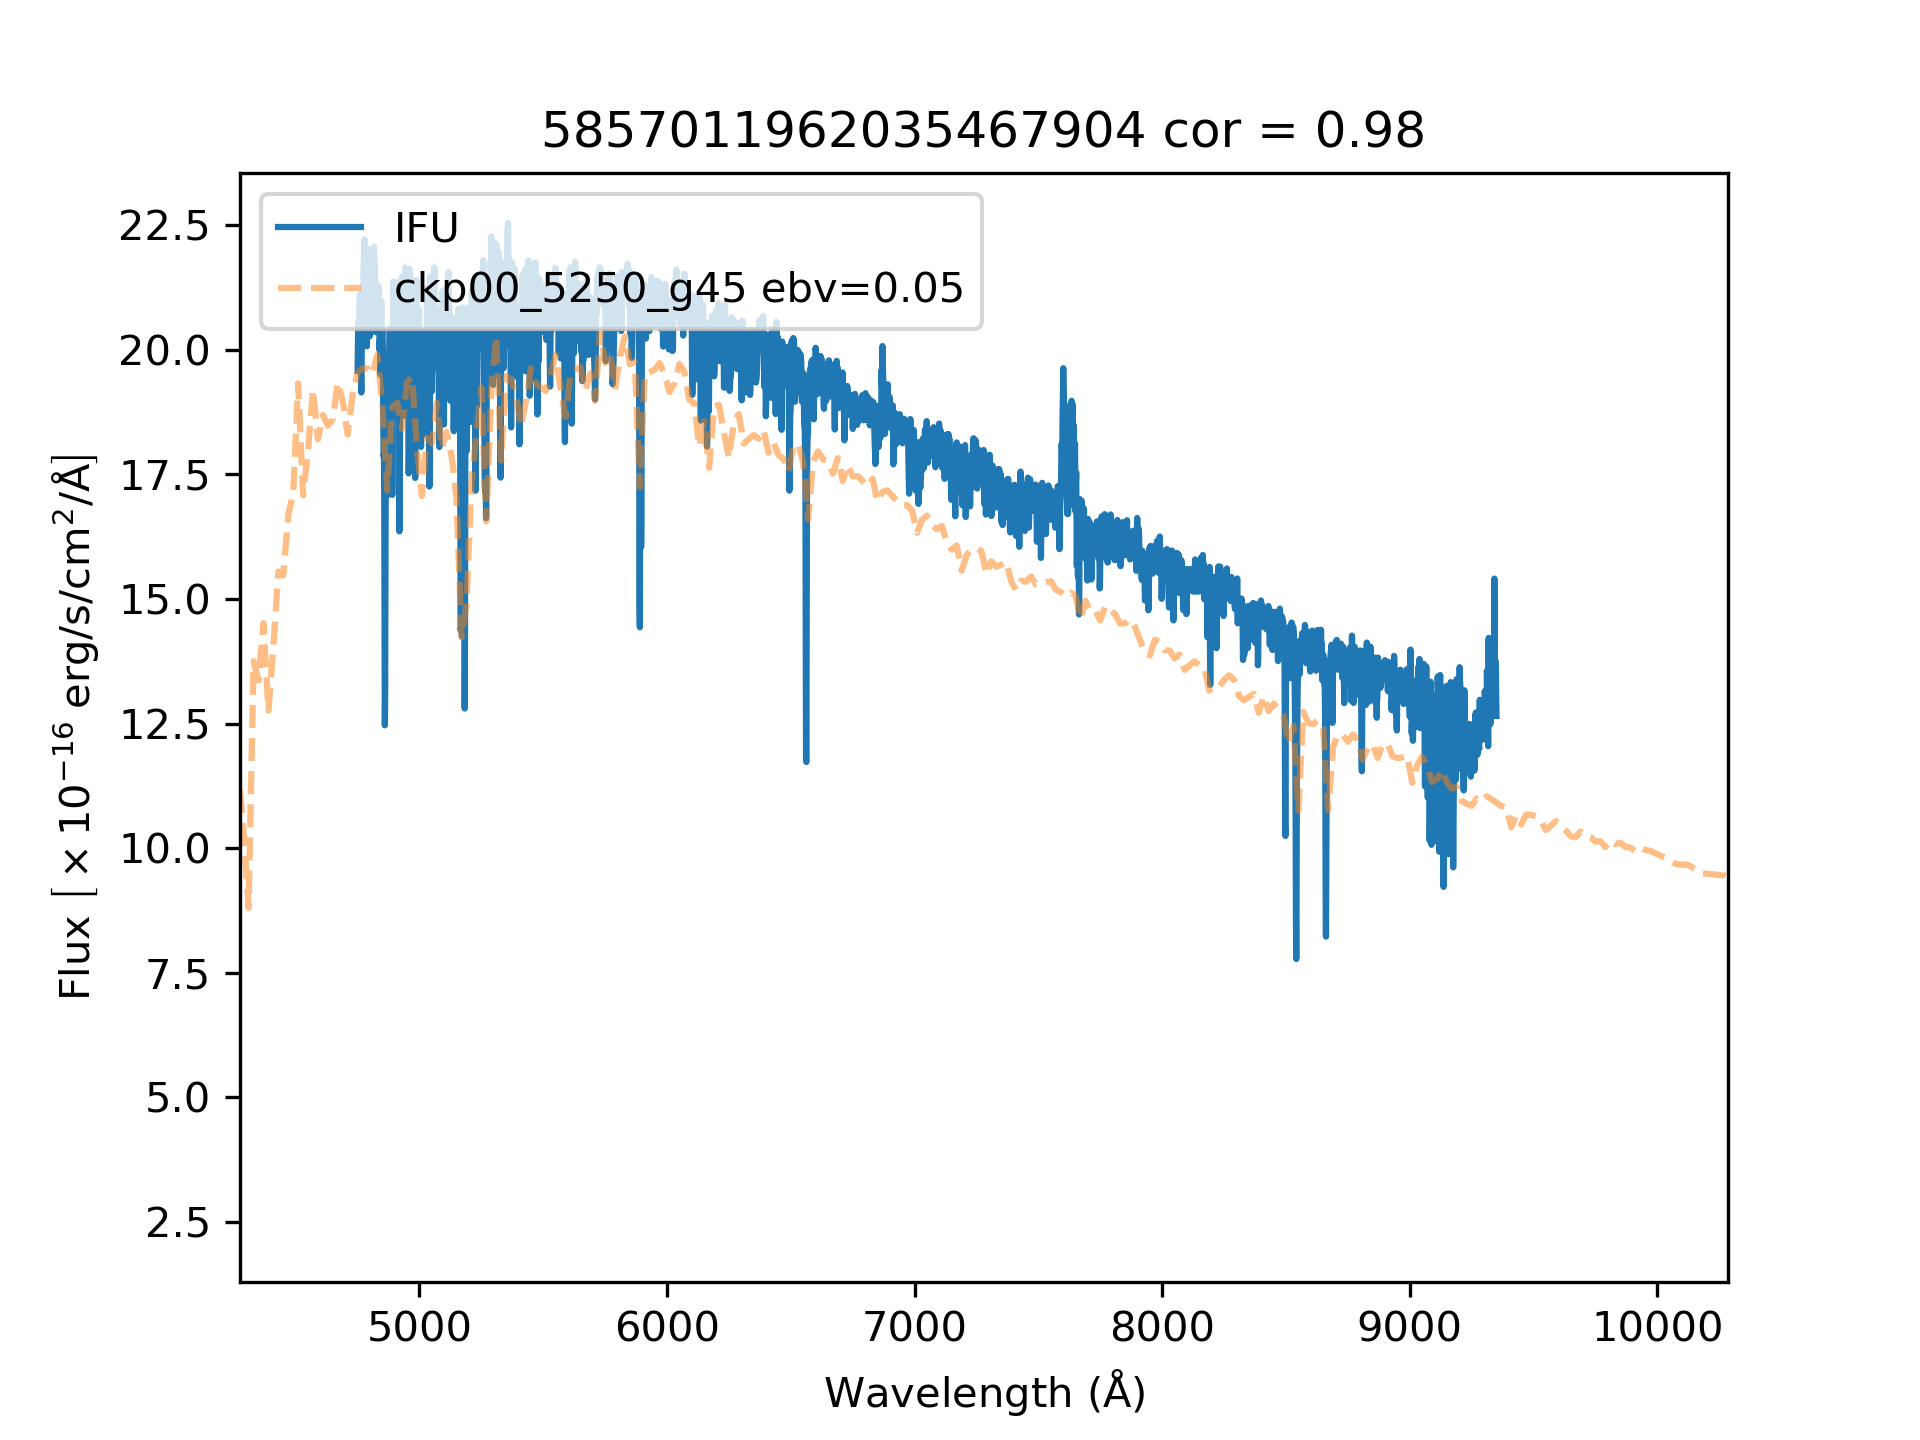 5857011962035467904 cor = 0.98
IFU
ckp00_5250_g45 ebv=0.05
22.5
20.0
17.5
15.0
12.5
10.0
7.5
5.0
2.5
Flux [× 10⁻¹⁶ erg/s/cm²/Å]
5000 6000 7000 8000 9000 10000
Wavelength (Å)